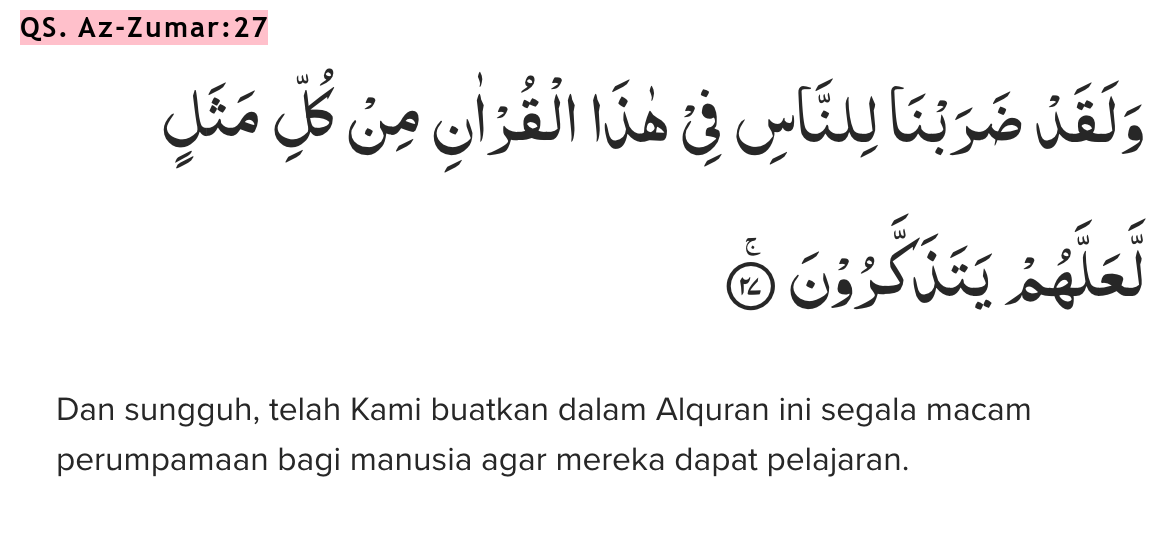 QS. Az-Zumar:27
وَلَقَدْ ضَرَبْنَا لِلنَّاسِ فِيْ هٰذَا الْقُرْاٰنِ مِنْ كُلِّ مَثَلٍ
لَّعَلَّهُمْ يَتَذَكَّرُوْنَۚ ٢٧
Dan sungguh, telah Kami buatkan dalam Alquran ini segala macam
perumpamaan bagi manusia agar mereka dapat pelajaran.